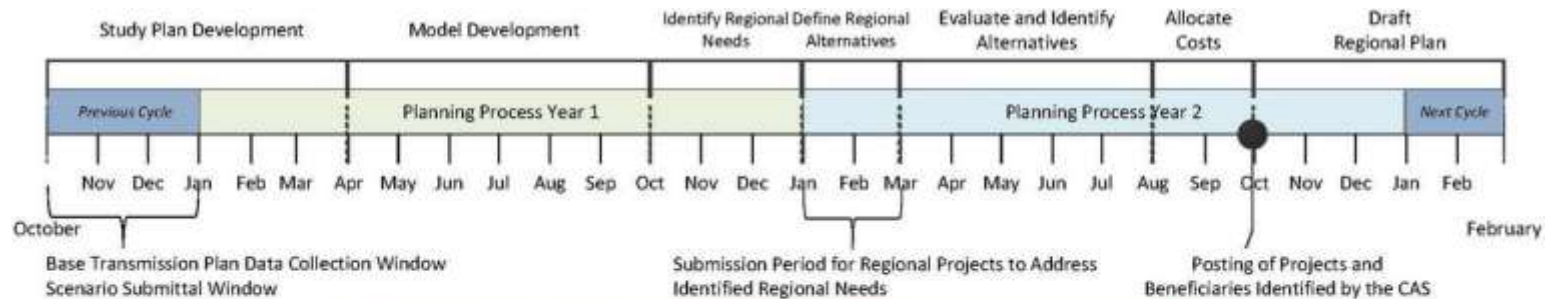 Study Plan Development
Model Development
Identify Regional
Needs
Define Regional
Alternatives
Evaluate and Identify
Alternatives
Allocate
Costs
Draft
Regional Plan
Previous Cycle
Planning Process Year 1
Planning Process Year 2
Next Cycle
Nov Dec Jan Feb Mar Apr May Jun Jul Aug Sep Oct Nov Dec Jan Feb Mar Apr May Jun Jul Aug Sep Oct Nov Dec Jan Feb
October
February
Base Transmission Plan Data Collection Window
Scenario Submittal Window
Submission Period for Regional Projects to Address
Identified Regional Needs
Posting of Projects and
Beneficiaries Identified by the CAS